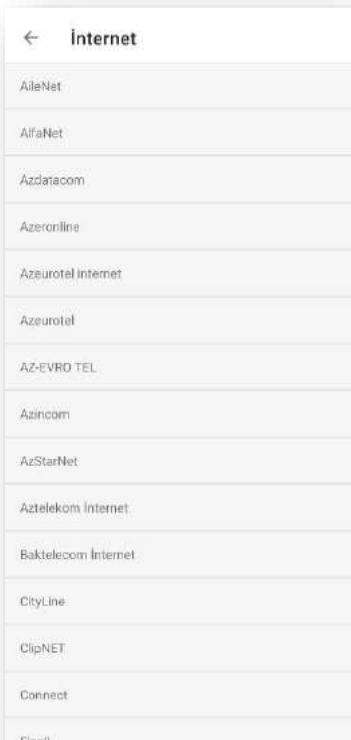 İnternet
AileNet
AlfaNet
Azdatacom
Azeronline
Azeurotel internet
Azeurotel
AZ-EVRO TEL
Azincom
AzStarNet
Aztelekom İnternet
Baktelecom İnternet
CityLine
ClipNET
Connect